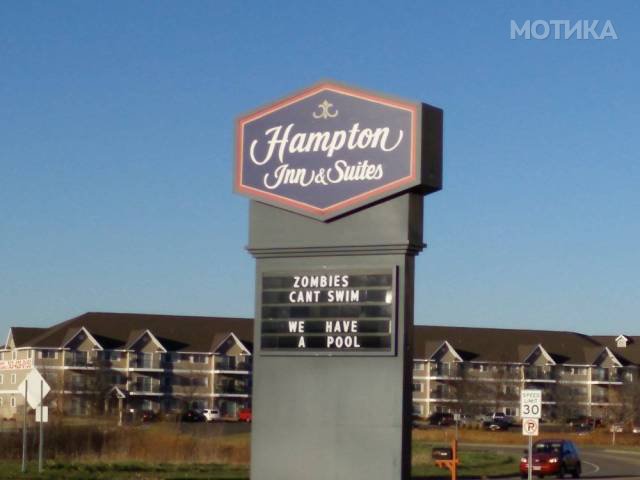 МОТИКА
Hampton
Inn & Suites
ZOMBIES
CANT SWIM
WE HAVE
A POOL
SPEED
LIMIT
30
P